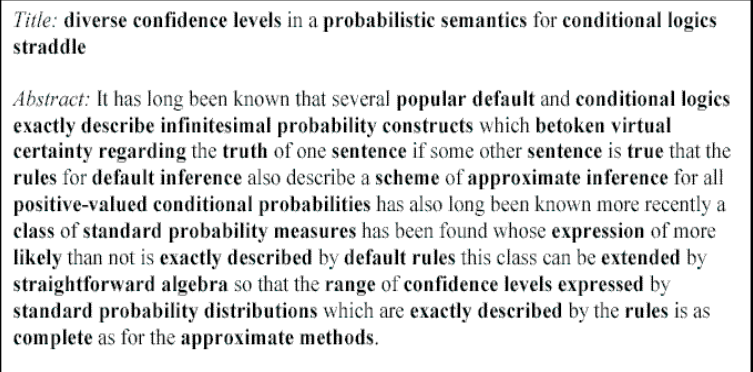 Title: diverse confidence levels in a probabilistic semantics for conditional logics
straddle
Abstract: It has long been known that several popular default and conditional logics
exactly describe infinitesimal probability constructs which betoken virtual
certainty regarding the truth of one sentence if some other sentence is true that the
rules for default inference also describe a scheme of approximate inference for all
positive-valued conditional probabilities has also long been known more recently a
class of standard probability measures has been found whose expression of more
likely than not is exactly described by default rules this class can be extended by
straightforward algebra so that the range of confidence levels expressed by
standard probability distributions which are exactly described by the rules is as
complete as for the approximate methods.